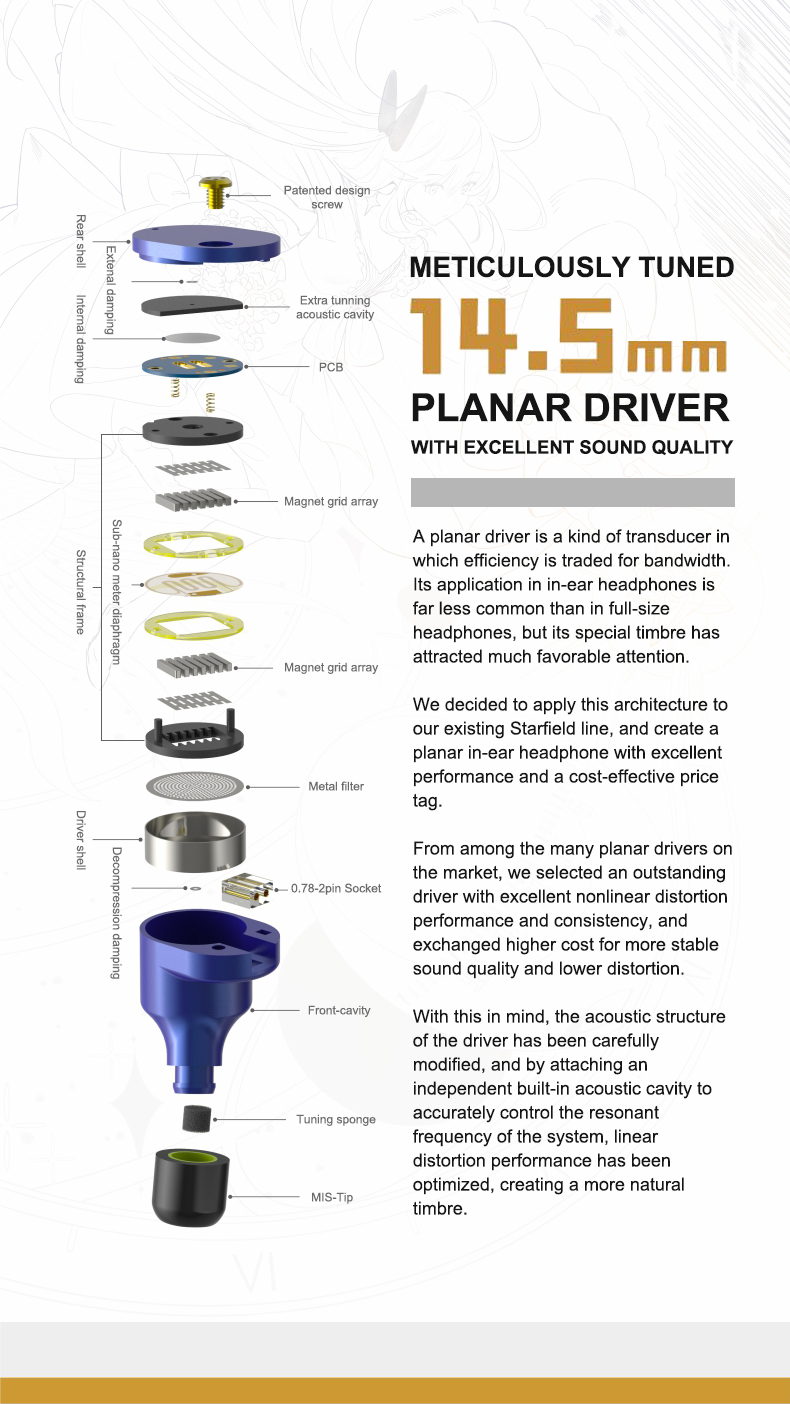 Patented design
screw
Rear shell
Extenal damping
Extra tunning
acoustic cavity
Internal damping
PCB
Magnet grid array
Sub-nano meter diaphragm
Structural frame
Magnet grid array
Metal filter
Driver shell
Decompression damping
0.78-2pin Socket
Front-cavity
Tuning sponge
MIS-Tip
METICULOUSLY TUNED
14.5mm
PLANAR DRIVER
WITH EXCELLENT SOUND QUALITY
A planar driver is a kind of transducer in
which efficiency is traded for bandwidth.
Its application in in-ear headphones is
far less common than in full-size
headphones, but its special timbre has
attracted much favorable attention.
We decided to apply this architecture to
our existing Starfield line, and create a
planar in-ear headphone with excellent
performance and a cost-effective price
tag.
From among the many planar drivers on
the market, we selected an outstanding
driver with excellent nonlinear distortion
performance and consistency, and
exchanged higher cost for more stable
sound quality and lower distortion.
With this in mind, the acoustic structure
of the driver has been carefully
modified, and by attaching an
independent built-in acoustic cavity to
accurately control the resonant
frequency of the system, linear
distortion performance has been
optimized, creating a more natural
timbre.
VI